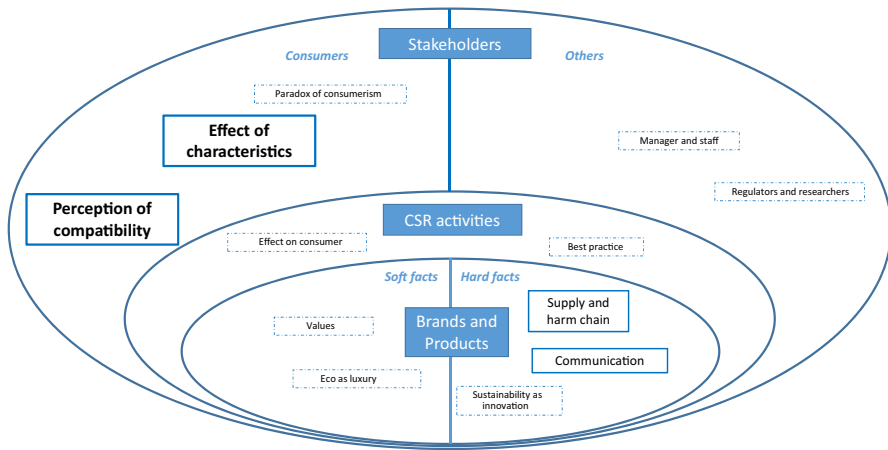 Stakeholders
Consumers
Others
Paradox of consumerism
Effect of
characteristics
Manager and staff
Regulators and researchers
Perception of
compatibility
CSR activities
Effect on consumer
Best practice
Soft facts
Hard facts
Supply and
harm chain
Brands and
Products
Values
Communication
Eco as luxury
Sustainability as
innovation